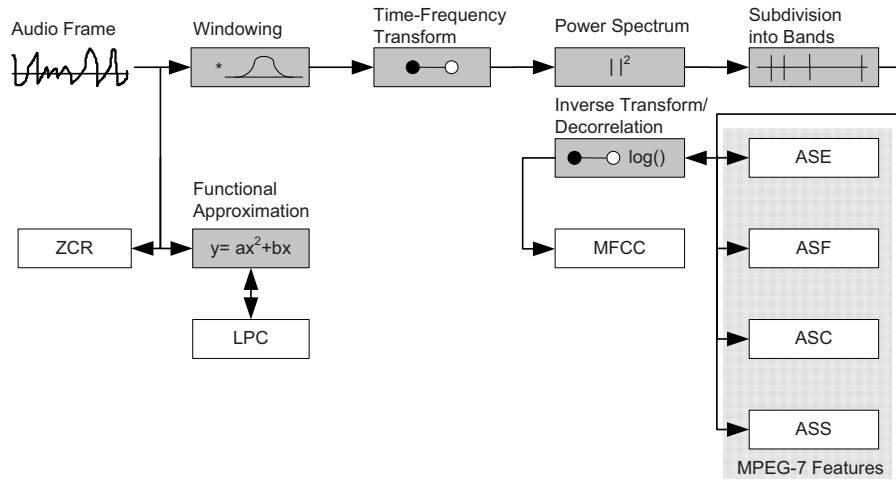 Audio Frame
Windowing
*
Time-Frequency
Transform
Power Spectrum
| |²
Subdivision
into Bands
Inverse Transform/
Decorrelation
log()
ASE
Functional
Approximation
ZCR
y= ax²+bx
MFCC
ASF
LPC
ASC
ASS
MPEG-7 Features